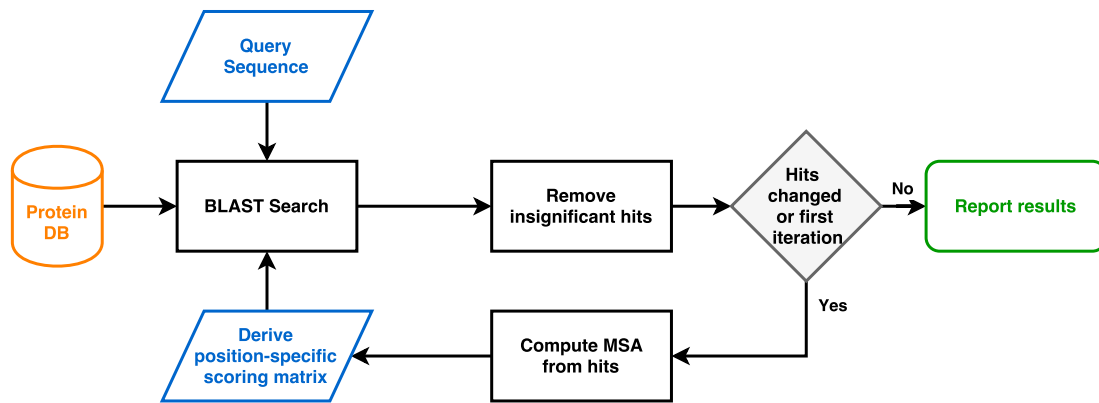 Query
Sequence
Protein
DB
BLAST Search
Remove
insignificant hits
Hits
changed
or first
iteration
No
Report results
Yes
Compute MSA
from hits
Derive
position-specific
scoring matrix